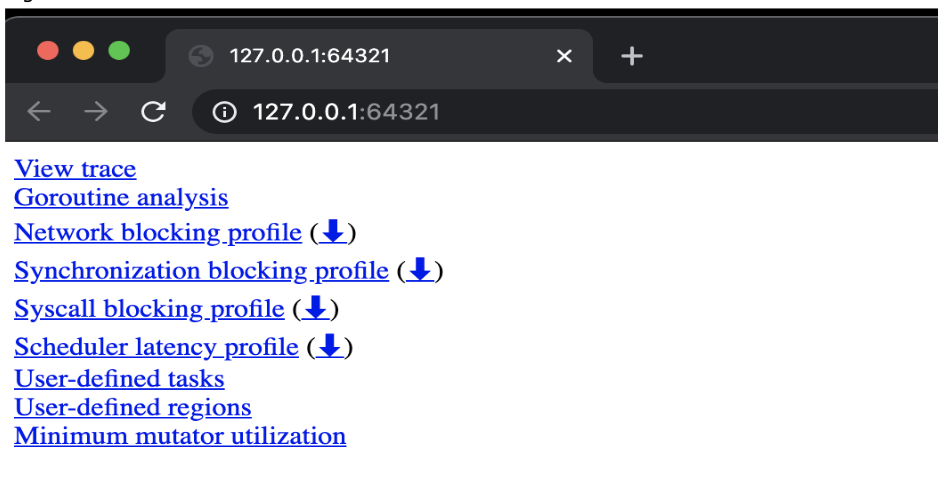 127.0.0.1:64321
127.0.0.1:64321
View trace
Goroutine analysis
Network blocking profile (⬇)
Synchronization blocking profile (⬇)
Syscall blocking profile (⬇)
Scheduler latency profile (⬇)
User-defined tasks
User-defined regions
Minimum mutator utilization